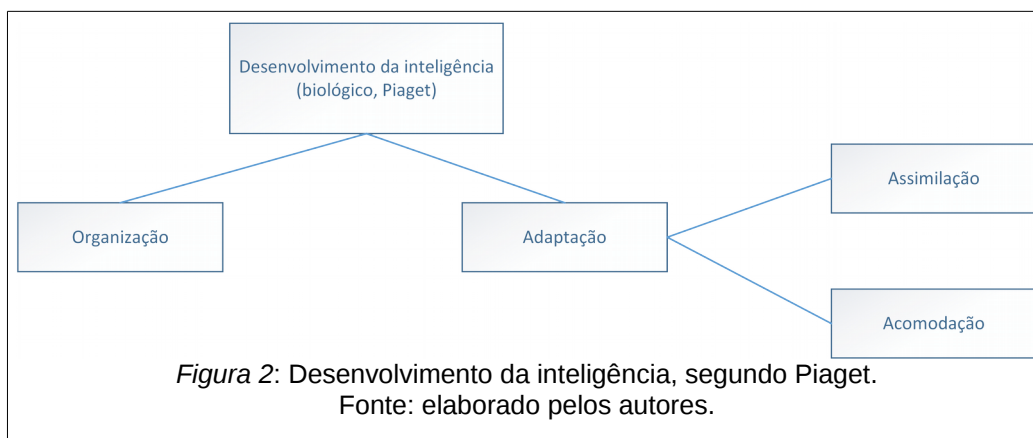 Desenvolvimento da inteligência
(biológico, Piaget)
Organização
Adaptação
Assimilação
Acomodação
Figura 2: Desenvolvimento da inteligência, segundo Piaget.
Fonte: elaborado pelos autores.